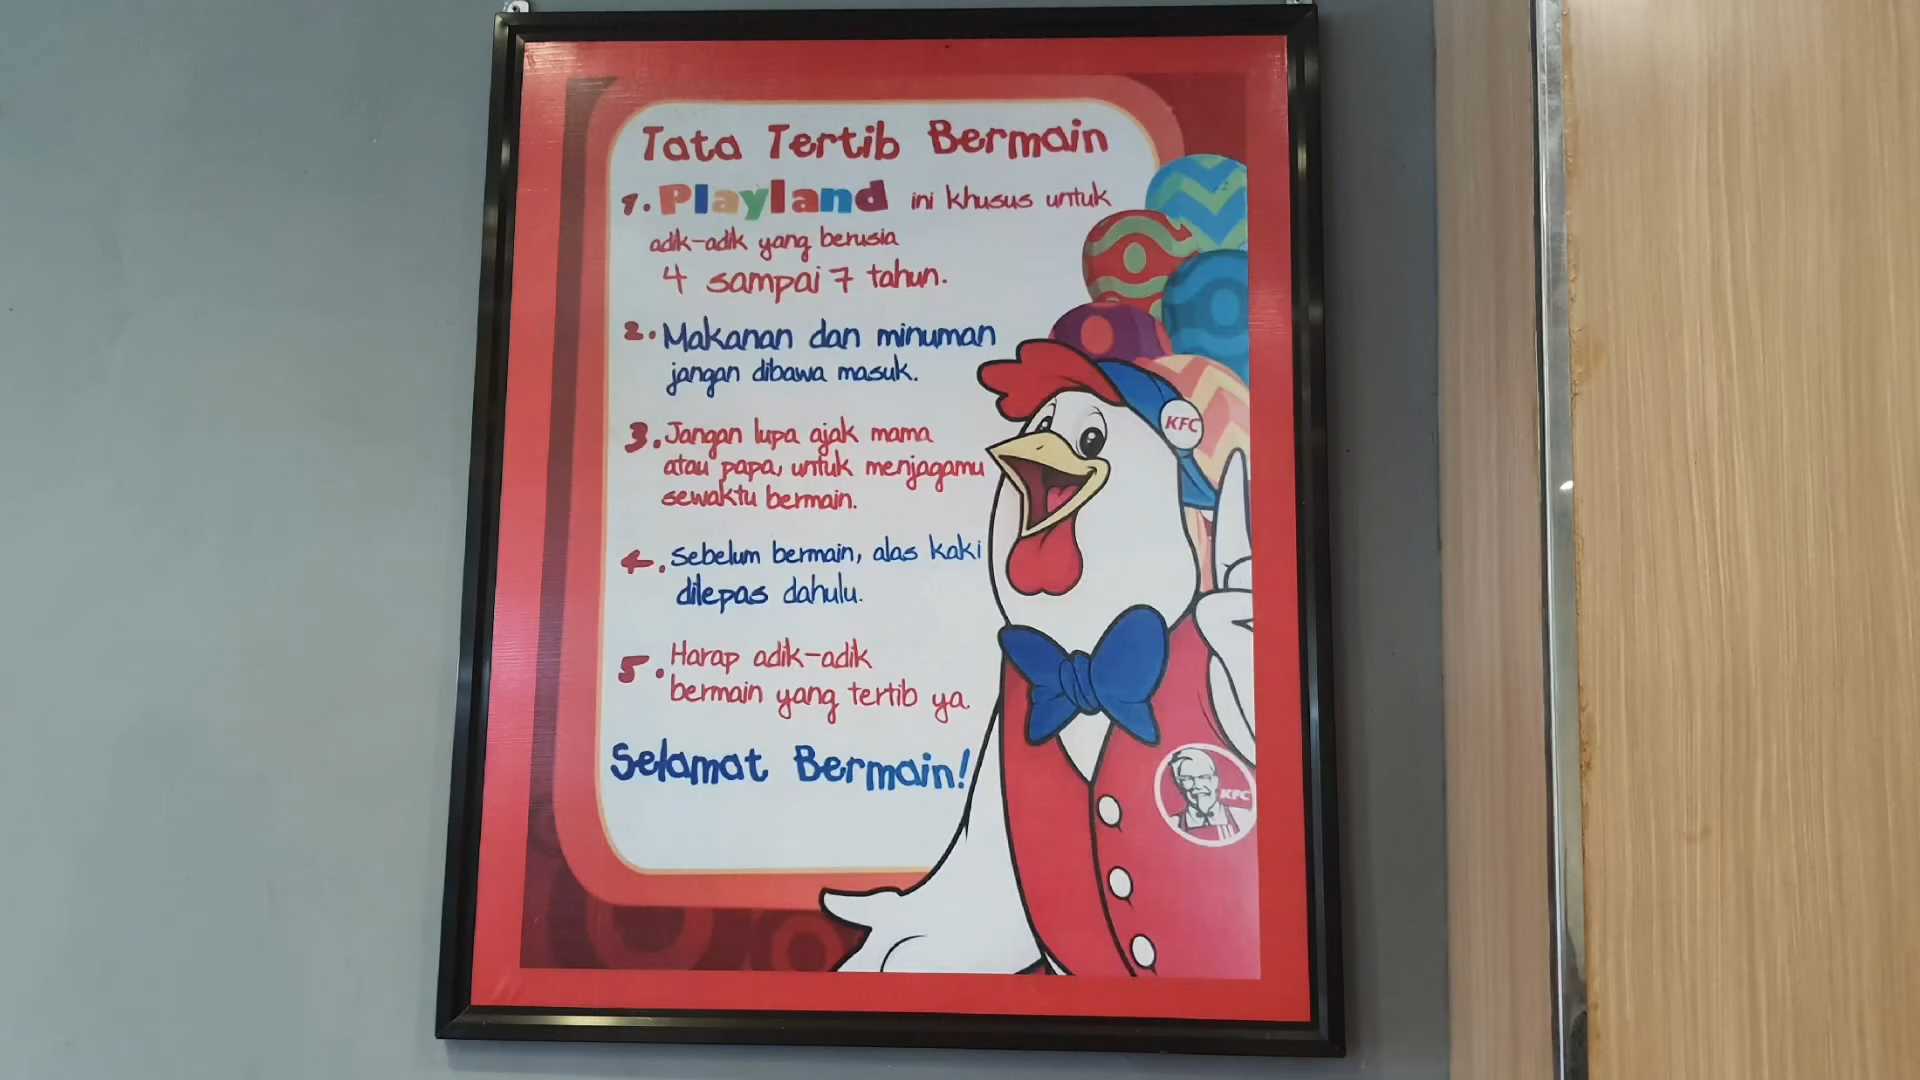 Tata Tertib Bermain
1. Playland ini khusus untuk
adik-adik yang berusia
4 sampai 7 tahun.
2. Makanan dan minuman
jangan dibawa masuk.
3. Jangan lupa ajak mama
atau papa, untuk menjagamu
sewaktu bermain.
4. Sebelum bermain, alas kaki
dilepas dahulu.
5. Harap adik-adik
bermain yang tertib ya.
Selamat Bermain!
KFC
KFC